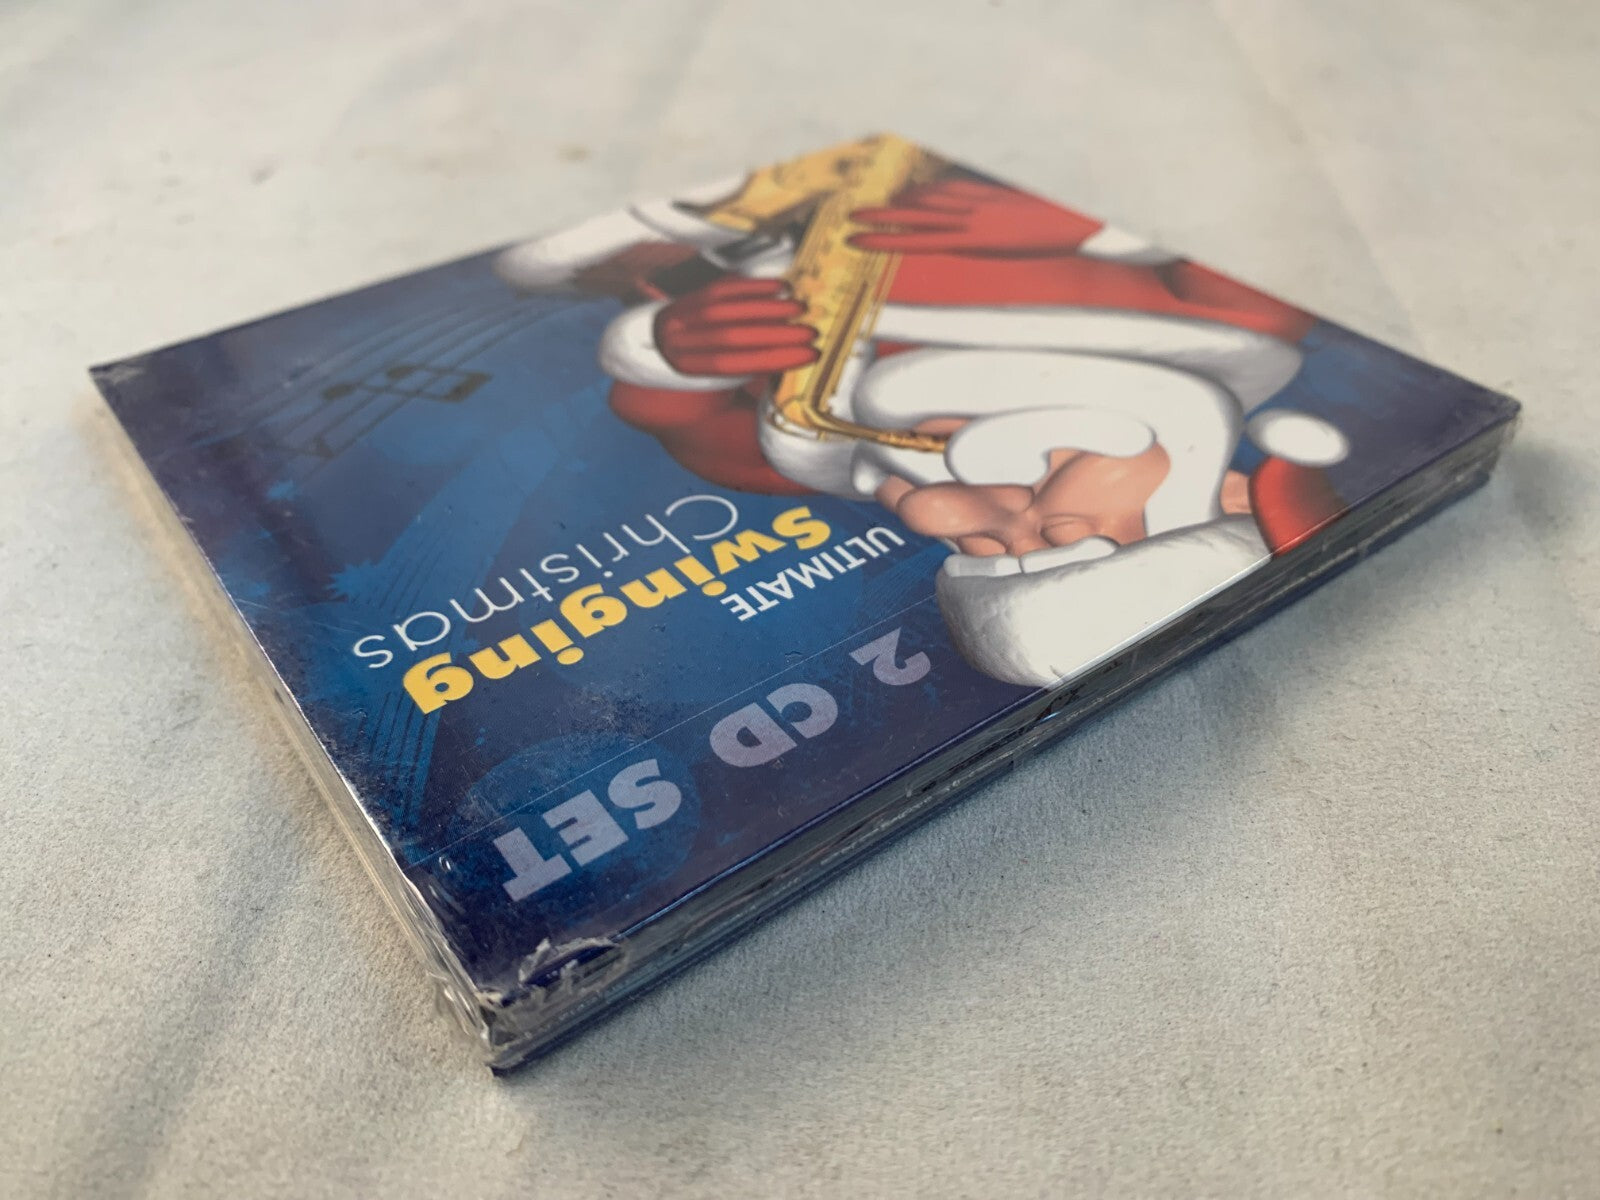 2 CD SET
ULTIMATE
Swinging
Christmas